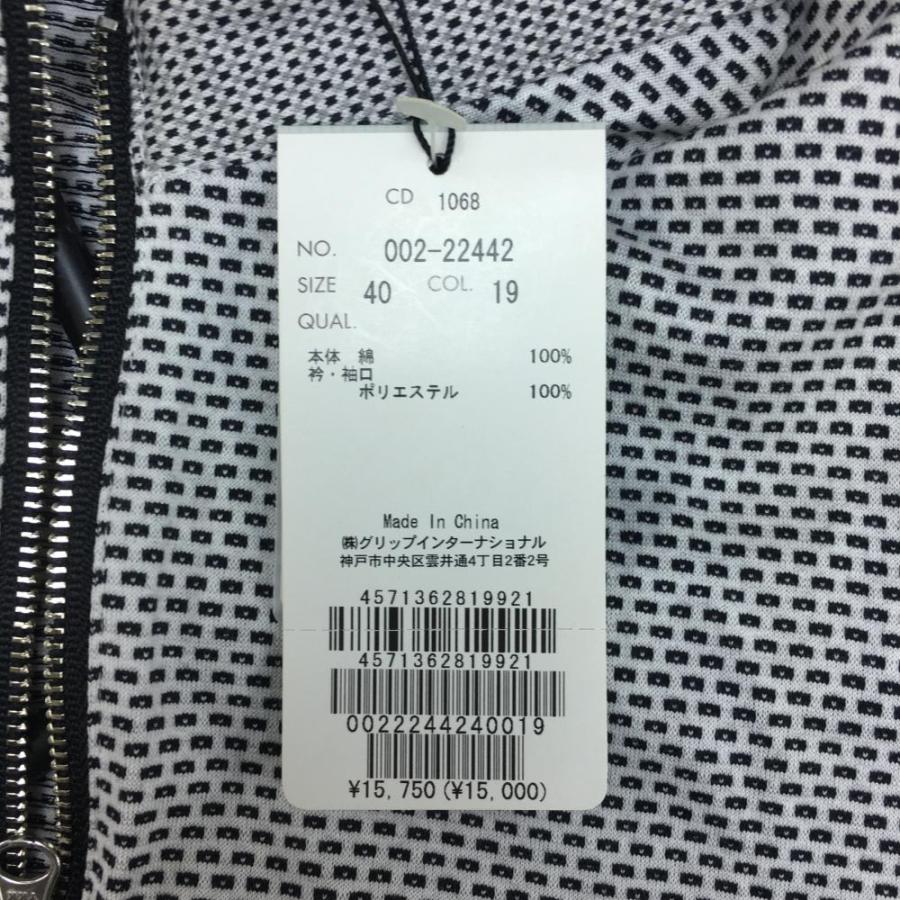 CD 1068
NO. 002-22442
SIZE 40 COL. 19
QUAL.
本体 綿 100%
衿・袖口
ポリエステル 100%
Made In China
㈱グリップインターナショナル
神戸市中央区雲井通4丁目2番2号
4571362819921
4571362819921
0022244240019
¥15,750(¥15,000)